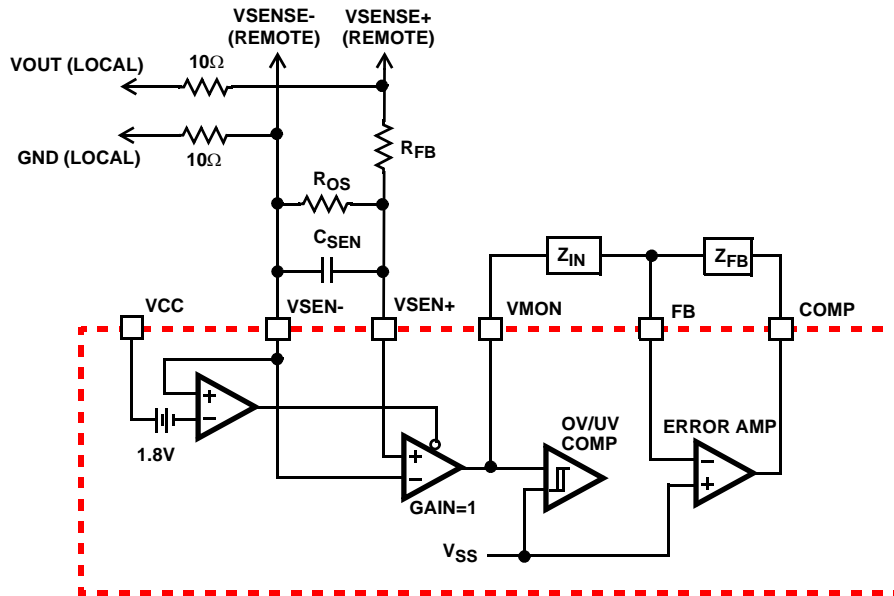 VSENSE-
(REMOTE)
VSENSE+
(REMOTE)
VOUT (LOCAL)
10Ω
GND (LOCAL)
10Ω
RFB
ROS
CSEN
ZIN
ZFB
VCC
VSEN-
VSEN+
VMON
FB
COMP
+
−
1.8V
+
−
GAIN=1
OV/UV
COMP
ERROR AMP
−
+
VSS